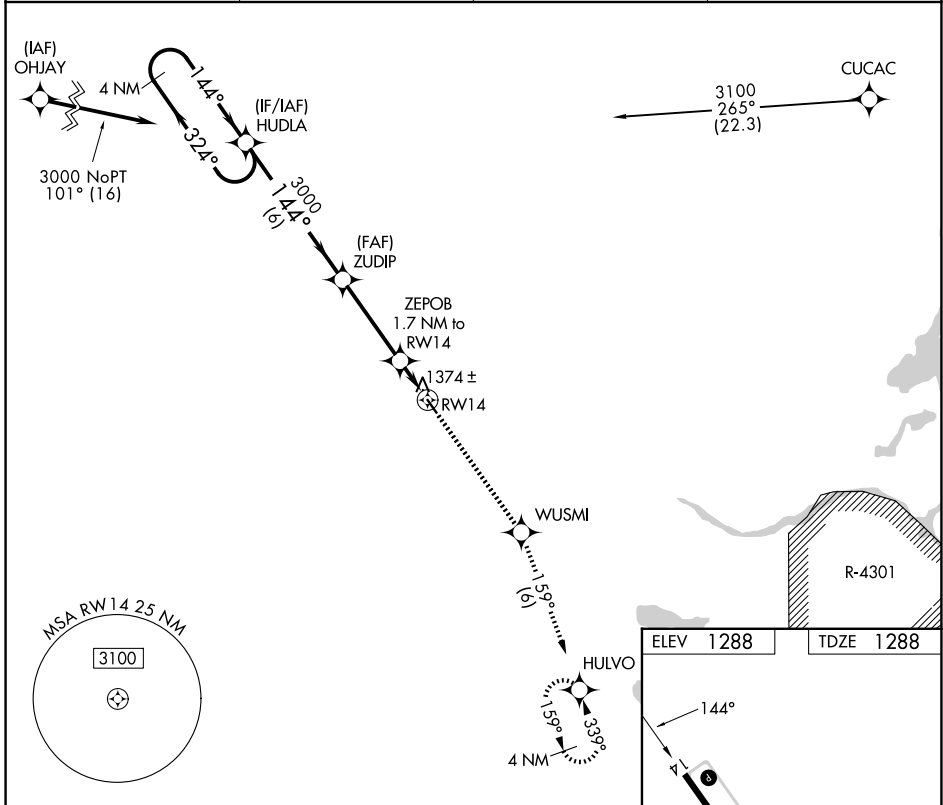 (IAF)
OHJAY
4 NM
144°
324°
(IF/IAF)
HUDLA
3000 NoPT
101° (16)
CUCAC
3100
265°
(22.3)
3000
144°
(6)
(FAF)
ZUDIP
ZEPOB
1.7 NM to
RW14
1374 ±
RW14
WUSMI
159°
(6)
R-4301
MSA RW14 25 NM
3100
HULVO
159°
339°
4 NM
ELEV 1288
TDZE 1288
144°
14
P